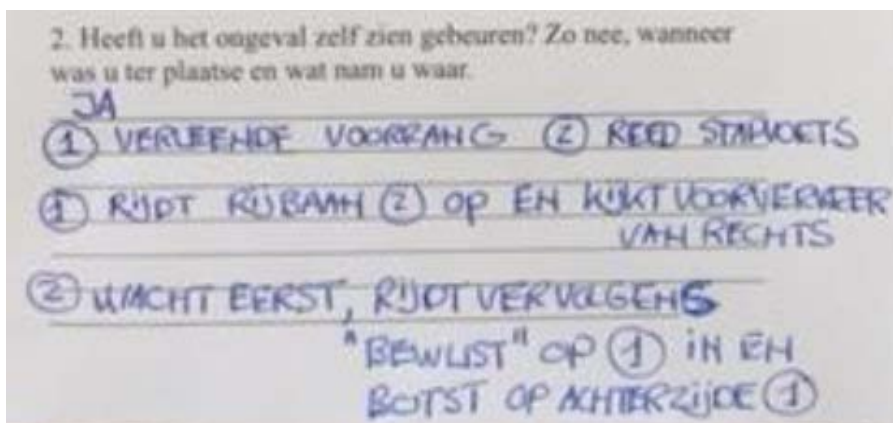 2. Heeft u het ongeval zelf zien gebeuren? Zo nee, wanneer
was u ter plaatse en wat nam u waar.
JA
① VERLEENDE VOORRANG ② REED STAPVOETS
① RIJDT RIJBAAN ② OP EN KIJKT VOOR VERKEER
VAN RECHTS
② WACHT EERST, RIJDT VERVOLGENS
"BEWUST" OP ① IN EN
BOTST OP ACHTERZIJDE ①